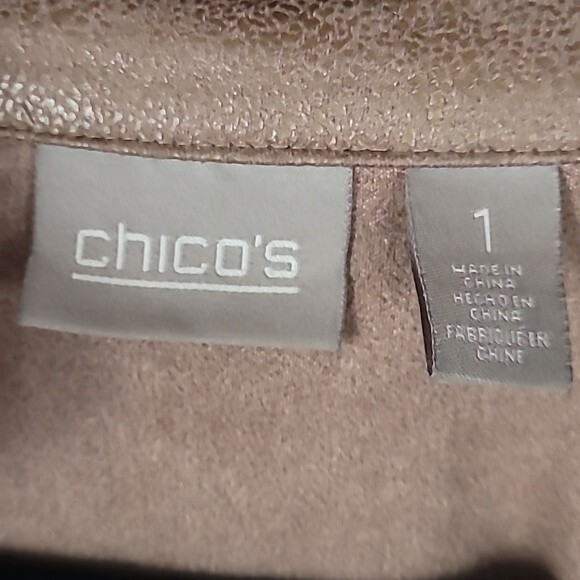 chico's
1
MADE IN
CHINA
HECHO EN
CHINA
FABRIQUÉ EN
CHINE